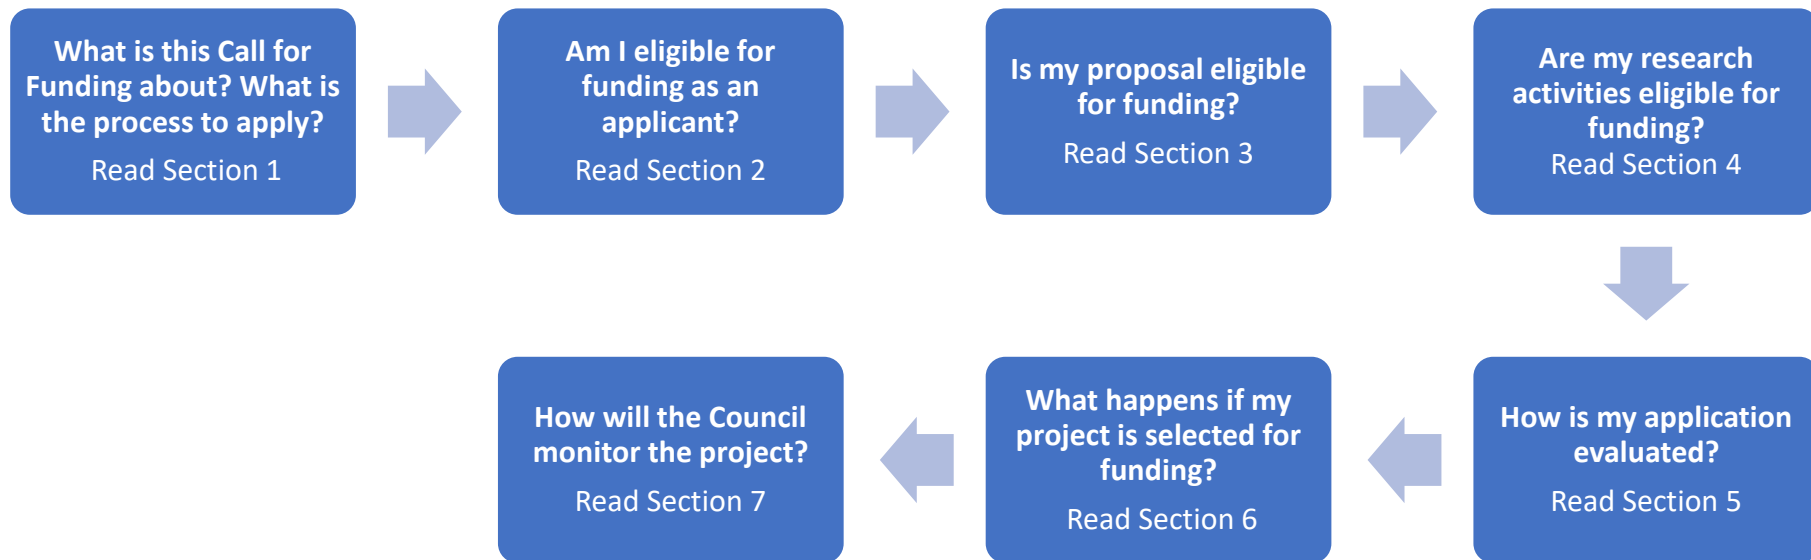 What is this Call for
Funding about? What is
the process to apply?
Read Section 1
Am I eligible for
funding as an
applicant?
Read Section 2
Is my proposal eligible
for funding?
Read Section 3
Are my research
activities eligible for
funding?
Read Section 4
How is my application
evaluated?
Read Section 5
What happens if my
project is selected for
funding?
Read Section 6
How will the Council
monitor the project?
Read Section 7